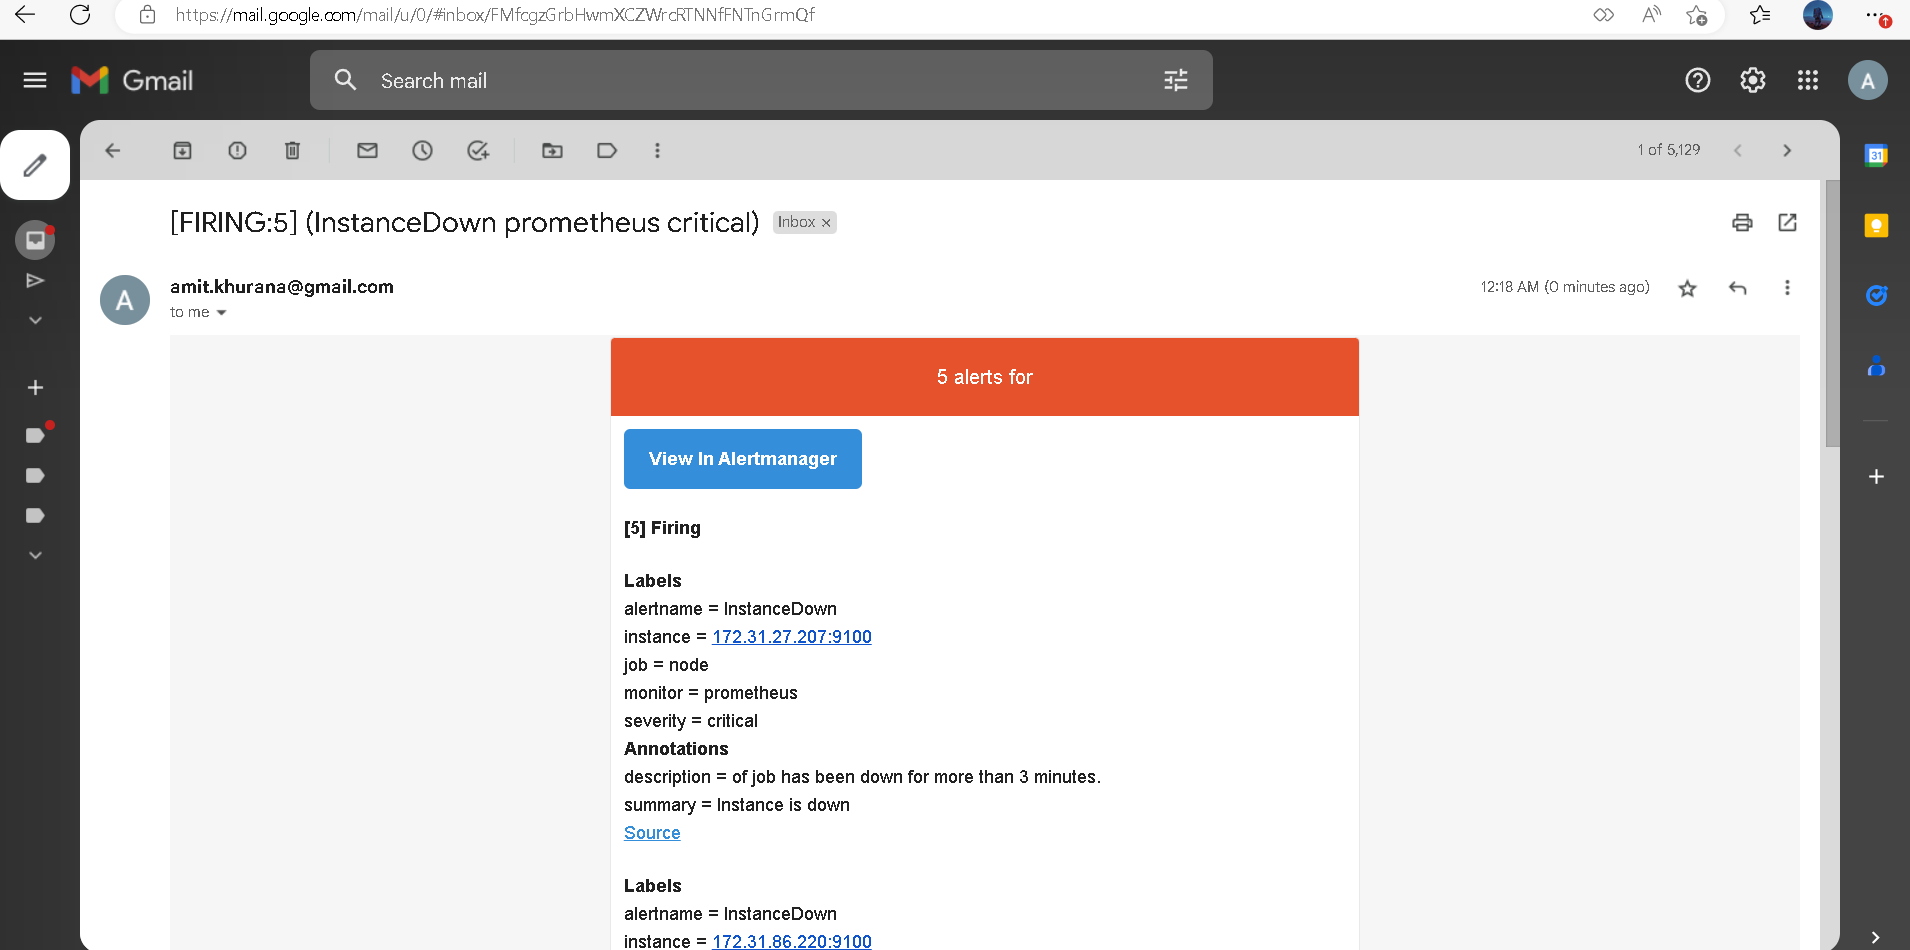 https://mail.google.com/mail/u/0/#inbox/FMfcgzGrbHwmXCZWrcRTNNfFNTnGrmQf
Gmail
Search mail
A
1 of 5,129
31
[FIRING:5] (InstanceDown prometheus critical) Inbox ×
A
amit.khurana@gmail.com
12:18 AM (0 minutes ago)
to me
5 alerts for
View In Alertmanager
[5] Firing
Labels
alertname = InstanceDown
instance = 172.31.27.207:9100
job = node
monitor = prometheus
severity = critical
Annotations
description = of job has been down for more than 3 minutes.
summary = Instance is down
Source
Labels
alertname = InstanceDown
instance = 172.31.86.220:9100